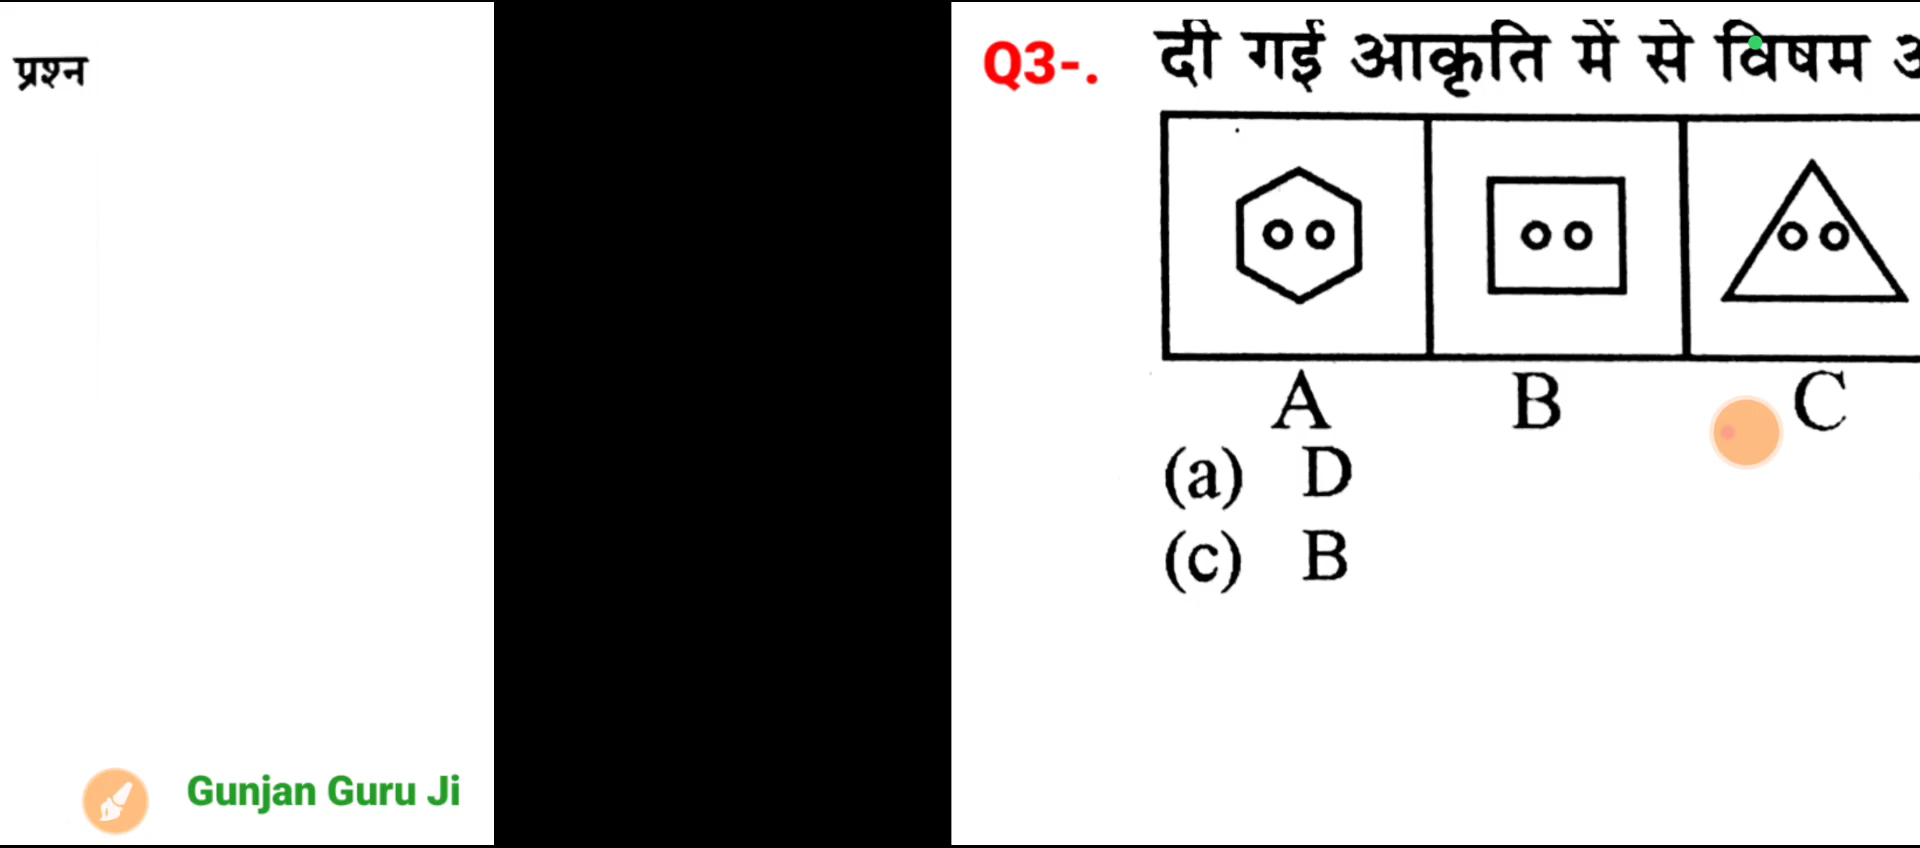 प्रश्न
Gunjan Guru Ji
Q3-. दी गई आकृति में से विषम
A B C
(a) D
(c) B